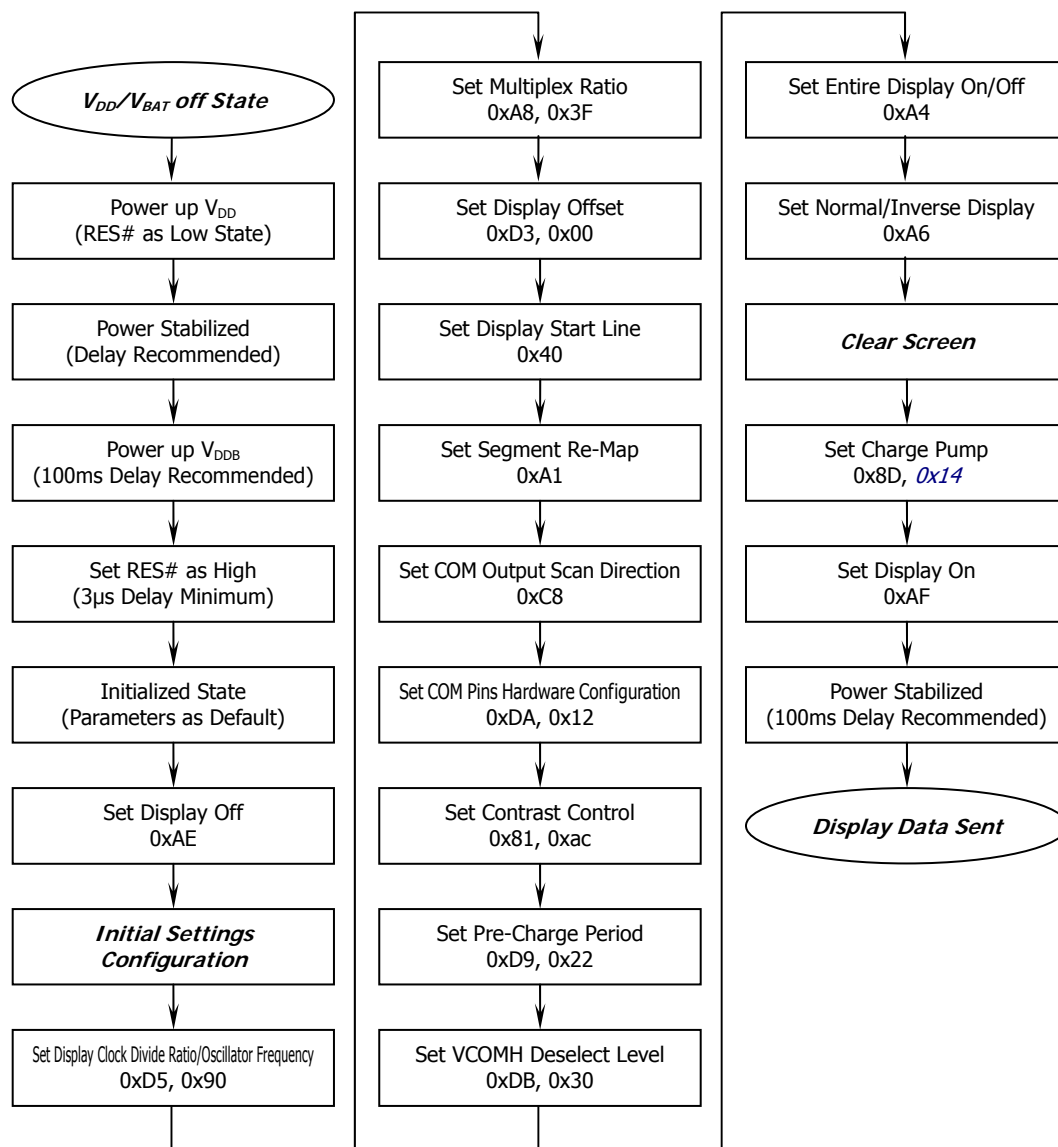 V_DD/V_BAT off State
Power up V_DD
(RES# as Low State)
Power Stabilized
(Delay Recommended)
Power up V_DDB
(100ms Delay Recommended)
Set RES# as High
(3µs Delay Minimum)
Initialized State
(Parameters as Default)
Set Display Off
0xAE
Initial Settings
Configuration
Set Display Clock Divide Ratio/Oscillator Frequency
0xD5, 0x90
Set Multiplex Ratio
0xA8, 0x3F
Set Display Offset
0xD3, 0x00
Set Display Start Line
0x40
Set Segment Re-Map
0xA1
Set COM Output Scan Direction
0xC8
Set COM Pins Hardware Configuration
0xDA, 0x12
Set Contrast Control
0x81, 0xac
Set Pre-Charge Period
0xD9, 0x22
Set VCOMH Deselect Level
0xDB, 0x30
Set Entire Display On/Off
0xA4
Set Normal/Inverse Display
0xA6
Clear Screen
Set Charge Pump
0x8D, 0x14
Set Display On
0xAF
Power Stabilized
(100ms Delay Recommended)
Display Data Sent